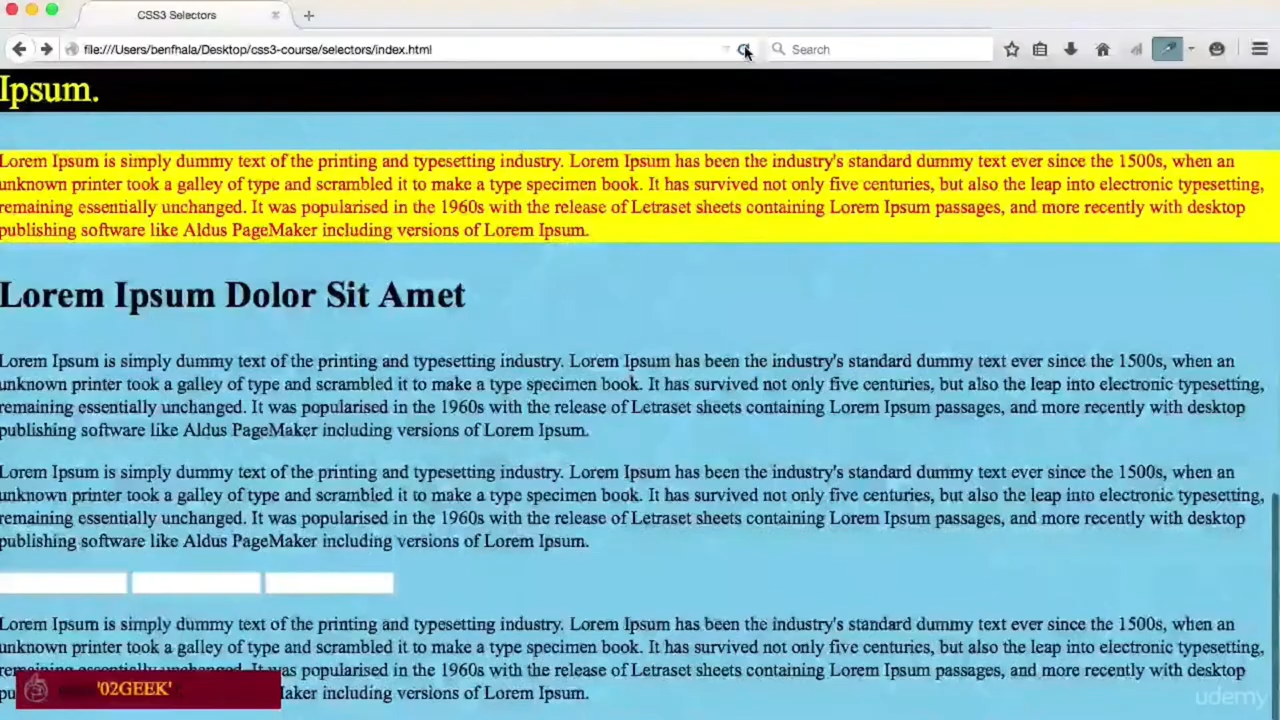 CSS3 Selectors
file:///Users/benfhala/Desktop/css3-course/selectors/index.html
Search
Ipsum.
Lorem Ipsum is simply dummy text of the printing and typesetting industry. Lorem Ipsum has been the industry's standard dummy text ever since the 1500s, when an
unknown printer took a galley of type and scrambled it to make a type specimen book. It has survived not only five centuries, but also the leap into electronic typesetting,
remaining essentially unchanged. It was popularised in the 1960s with the release of Letraset sheets containing Lorem Ipsum passages, and more recently with desktop
publishing software like Aldus PageMaker including versions of Lorem Ipsum.
Lorem Ipsum Dolor Sit Amet
Lorem Ipsum is simply dummy text of the printing and typesetting industry. Lorem Ipsum has been the industry's standard dummy text ever since the 1500s, when an
unknown printer took a galley of type and scrambled it to make a type specimen book. It has survived not only five centuries, but also the leap into electronic typesetting,
remaining essentially unchanged. It was popularised in the 1960s with the release of Letraset sheets containing Lorem Ipsum passages, and more recently with desktop
publishing software like Aldus PageMaker including versions of Lorem Ipsum.
Lorem Ipsum is simply dummy text of the printing and typesetting industry. Lorem Ipsum has been the industry's standard dummy text ever since the 1500s, when an
unknown printer took a galley of type and scrambled it to make a type specimen book. It has survived not only five centuries, but also the leap into electronic typesetting,
remaining essentially unchanged. It was popularised in the 1960s with the release of Letraset sheets containing Lorem Ipsum passages, and more recently with desktop
publishing software like Aldus PageMaker including versions of Lorem Ipsum.
Lorem Ipsum is simply dummy text of the printing and typesetting industry. Lorem Ipsum has been the industry's standard dummy text ever since the 1500s, when an
unknown printer took a galley of type and scrambled it to make a type specimen book. It has survived not only five centuries, but also the leap into electronic typesetting,
remaining essentially unchanged. It was popularised in the 1960s with the release of Letraset sheets containing Lorem Ipsum passages, and more recently with desktop
including versions of Lorem Ipsum.
'02GEEK'
udemy